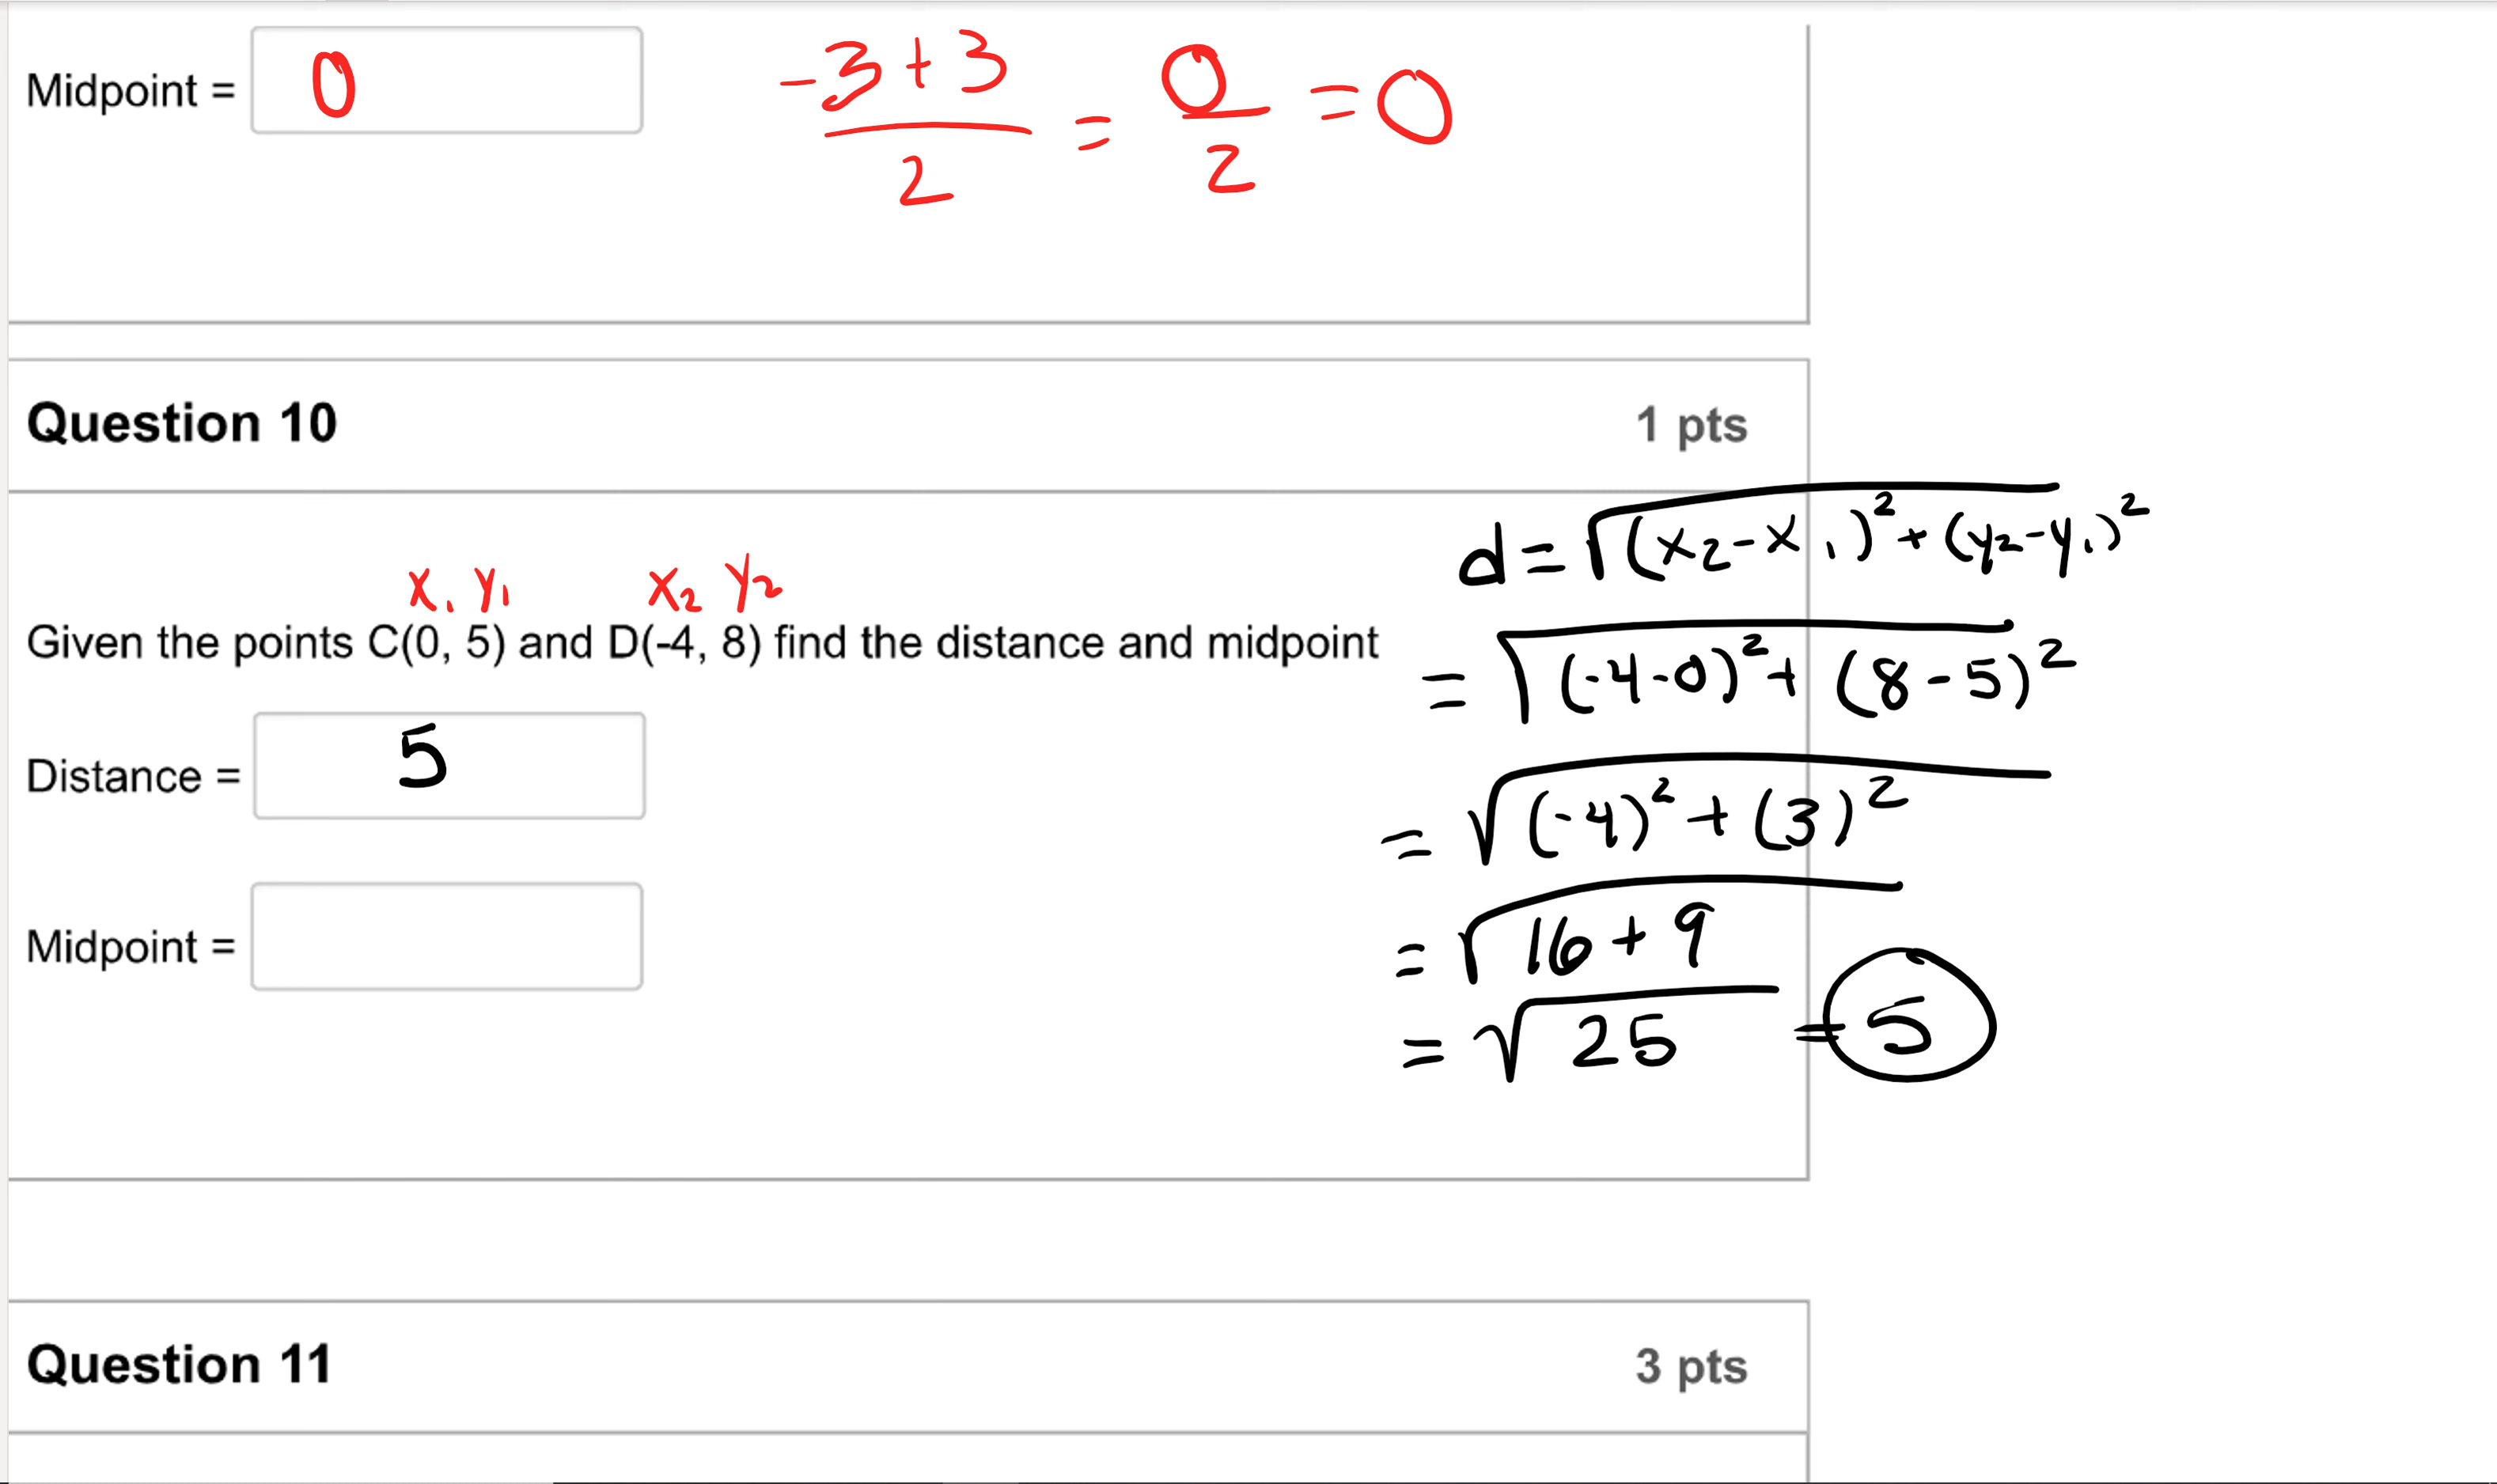 Midpoint = 0
-3+3/2 = 0/2 = 0
Question 10 1 pts
x₁ y₁ x₂ y₂
Given the points C(0, 5) and D(-4, 8) find the distance and midpoint
Distance = 5
Midpoint =
d = √(x₂-x₁)²+(y₂-y₁)²
= √(-4-0)²+(8-5)²
= √(-4)²+(3)²
= √16+9
= √25 = 5
Question 11 3 pts